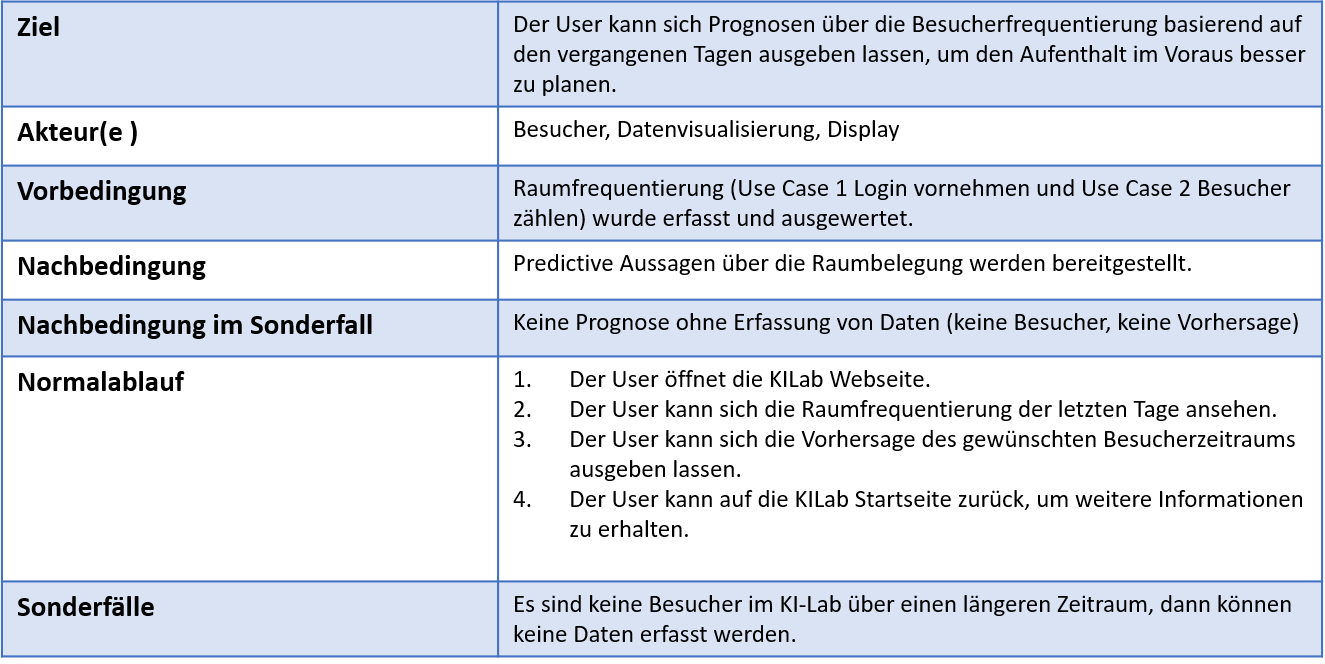 Ziel
Der User kann sich Prognosen über die Besucherfrequentierung basierend auf
den vergangenen Tagen ausgeben lassen, um den Aufenthalt im Voraus besser
zu planen.
Akteur(e )
Besucher, Datenvisualisierung, Display
Vorbedingung
Raumfrequentierung (Use Case 1 Login vornehmen und Use Case 2 Besucher
zählen) wurde erfasst und ausgewertet.
Nachbedingung
Predictive Aussagen über die Raumbelegung werden bereitgestellt.
Nachbedingung im Sonderfall
Keine Prognose ohne Erfassung von Daten (keine Besucher, keine Vorhersage)
Normalablauf
1. Der User öffnet die KILab Webseite.
2. Der User kann sich die Raumfrequentierung der letzten Tage ansehen.
3. Der User kann sich die Vorhersage des gewünschten Besucherzeitraums
ausgeben lassen.
4. Der User kann auf die KILab Startseite zurück, um weitere Informationen
zu erhalten.
Sonderfälle
Es sind keine Besucher im KI-Lab über einen längeren Zeitraum, dann können
keine Daten erfasst werden.